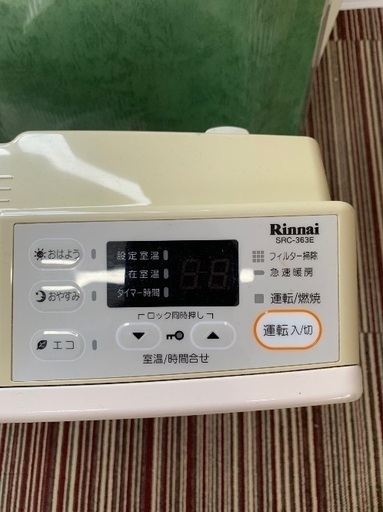 Rinnai
SRC-363E
おはよう
おやすみ
エコ
設定室温
現在室温
タイマー時間
88
フィルター掃除
急速暖房
運転/燃焼
ロック同時押し
室温/時間合せ
運転入/切